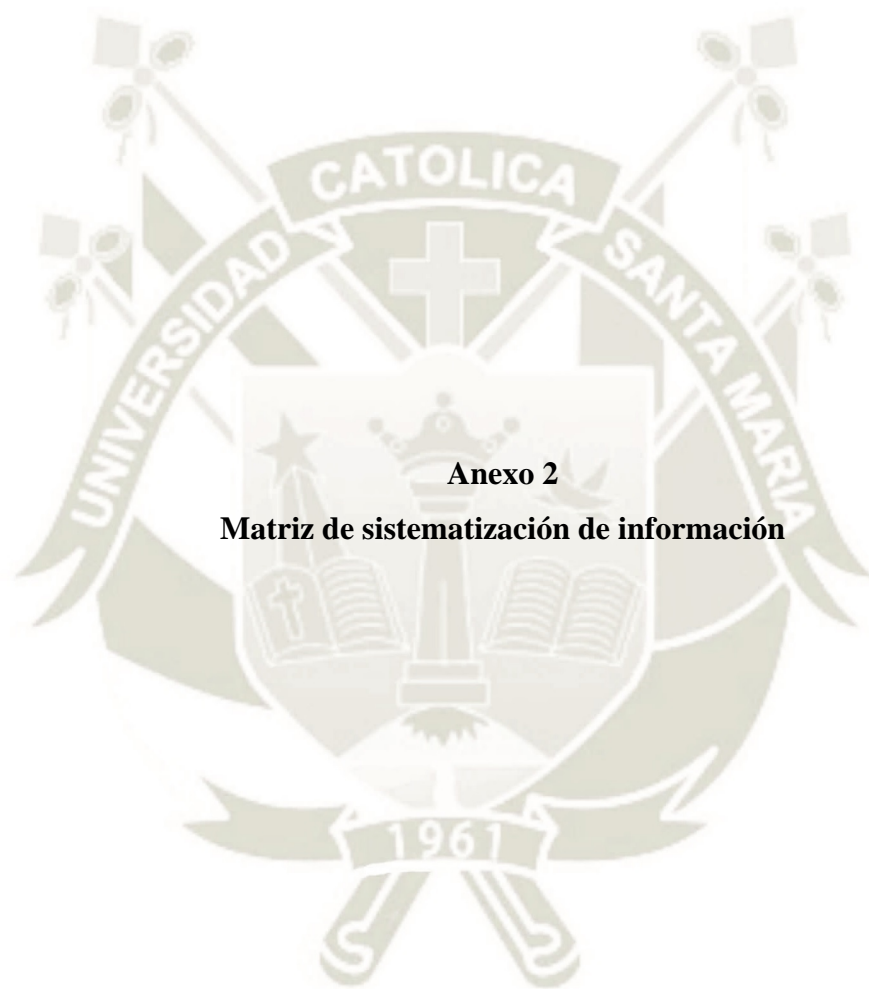 CATOLICA
UNIVERSIDAD
SANTA MARIA
Anexo 2
Matriz de sistematización de información
1961